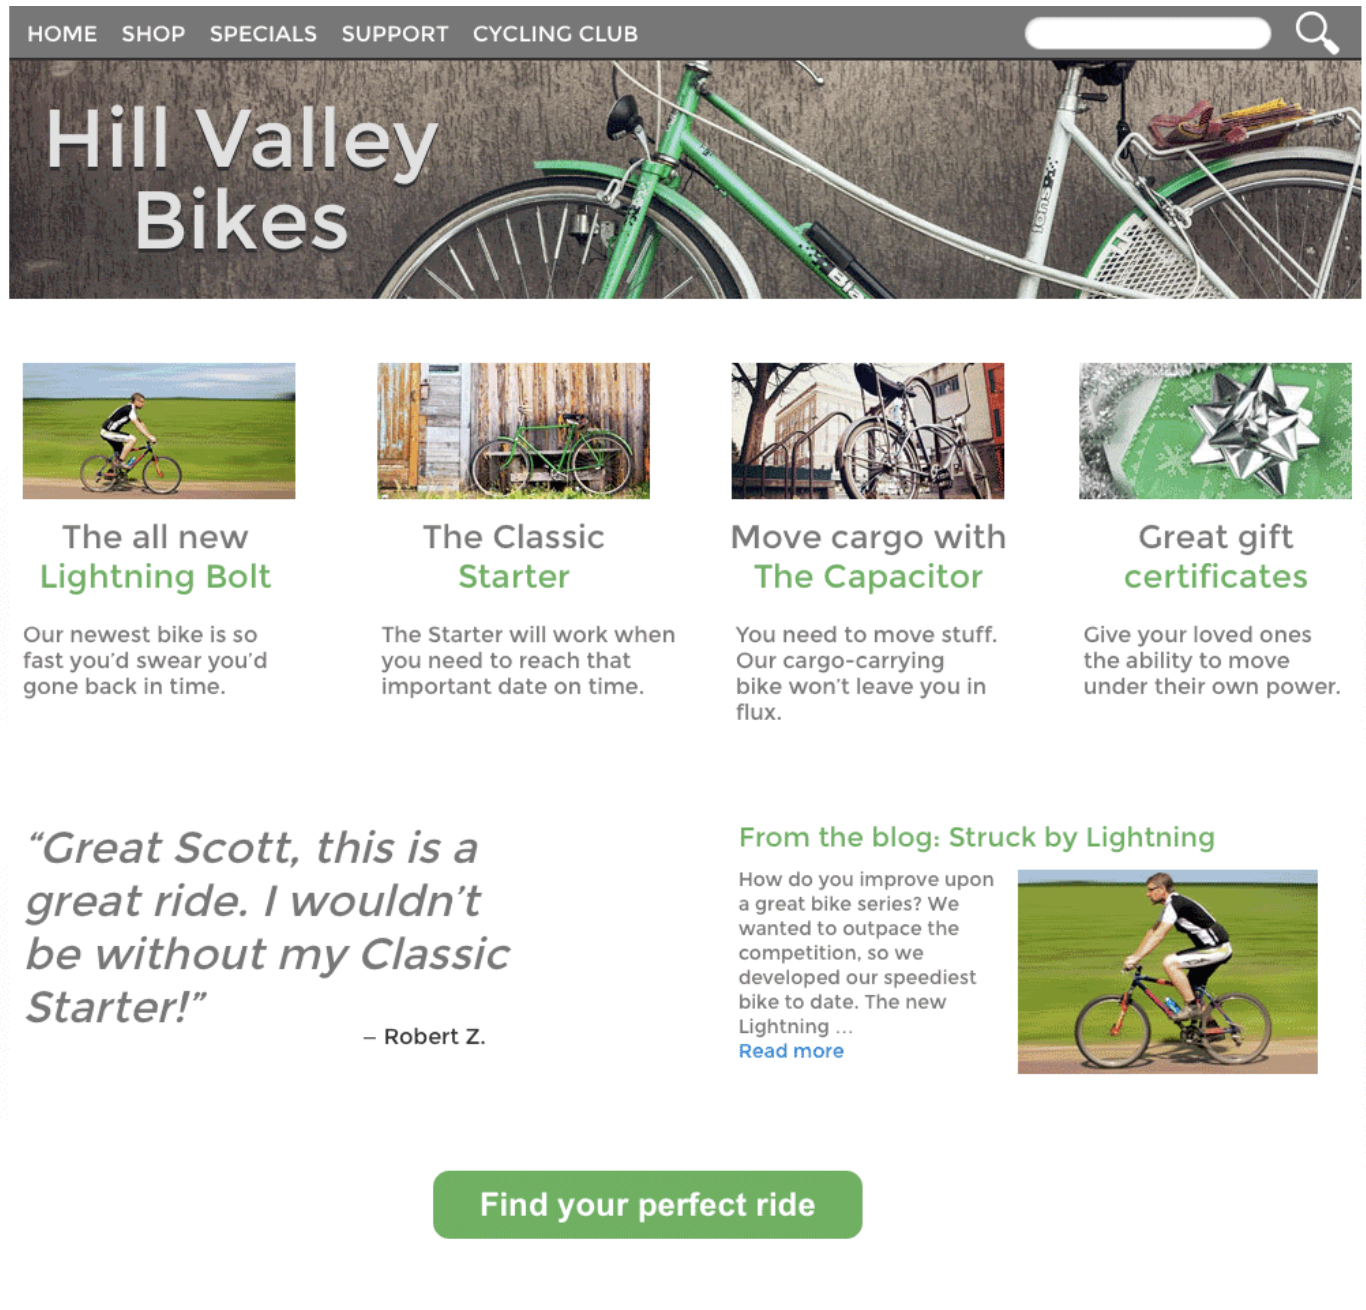 HOME SHOP SPECIALS SUPPORT CYCLING CLUB
Hill Valley
Bikes
The all new
Lightning Bolt
Our newest bike is so
fast you’d swear you’d
gone back in time.
The Classic
Starter
The Starter will work when
you need to reach that
important date on time.
Move cargo with
The Capacitor
You need to move stuff.
Our cargo-carrying
bike won’t leave you in
flux.
Great gift
certificates
Give your loved ones
the ability to move
under their own power.
“Great Scott, this is a
great ride. I wouldn’t
be without my Classic
Starter!”
– Robert Z.
From the blog: Struck by Lightning
How do you improve upon
a great bike series? We
wanted to outpace the
competition, so we
developed our speediest
bike to date. The new
Lightning ...
Read more
Find your perfect ride